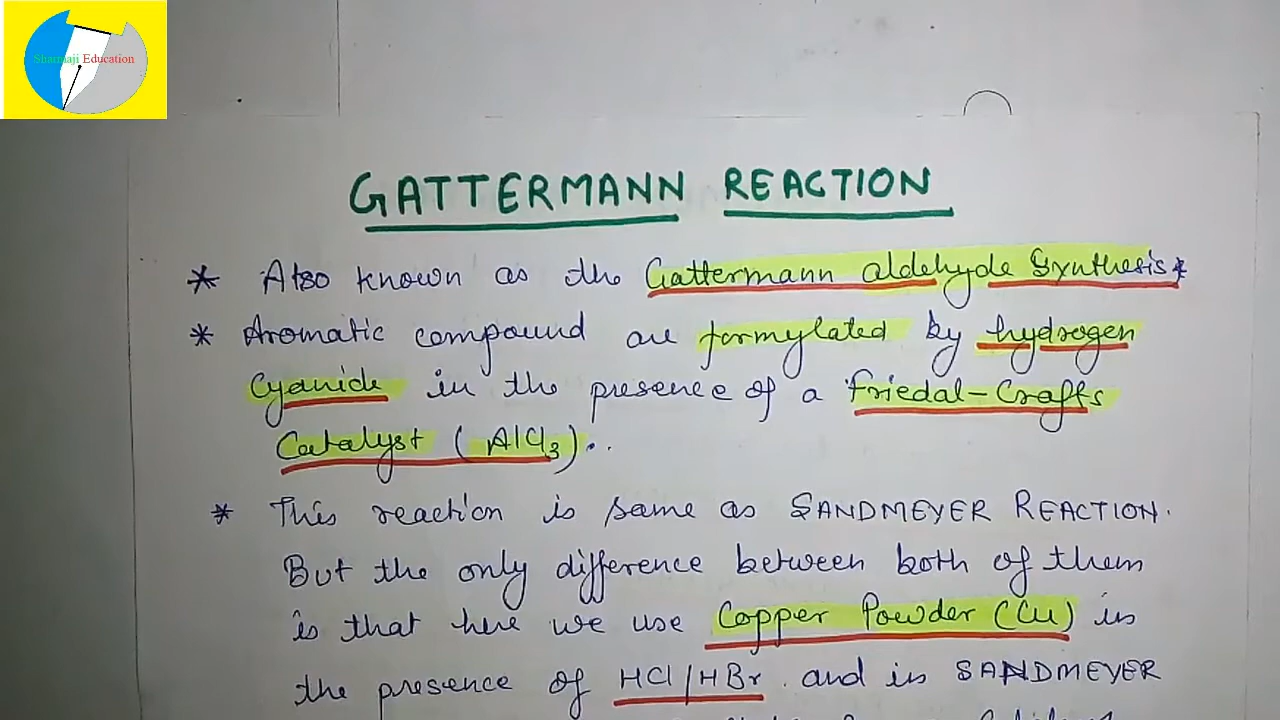 Sharmaji Education
GATTERMANN REACTION
* Also known as the Gattermann aldehyde Synthesis*
* Aromatic compound are formylated by hydrogen
Cyanide in the presence of a Friedal-Crafts
Catalyst (AlCl3)..
* This reaction is same as SANDMEYER REACTION.
But the only difference between both of them
is that here we use Copper Powder (Cu) in
the presence of HCl/HBr. and in SANDMEYER